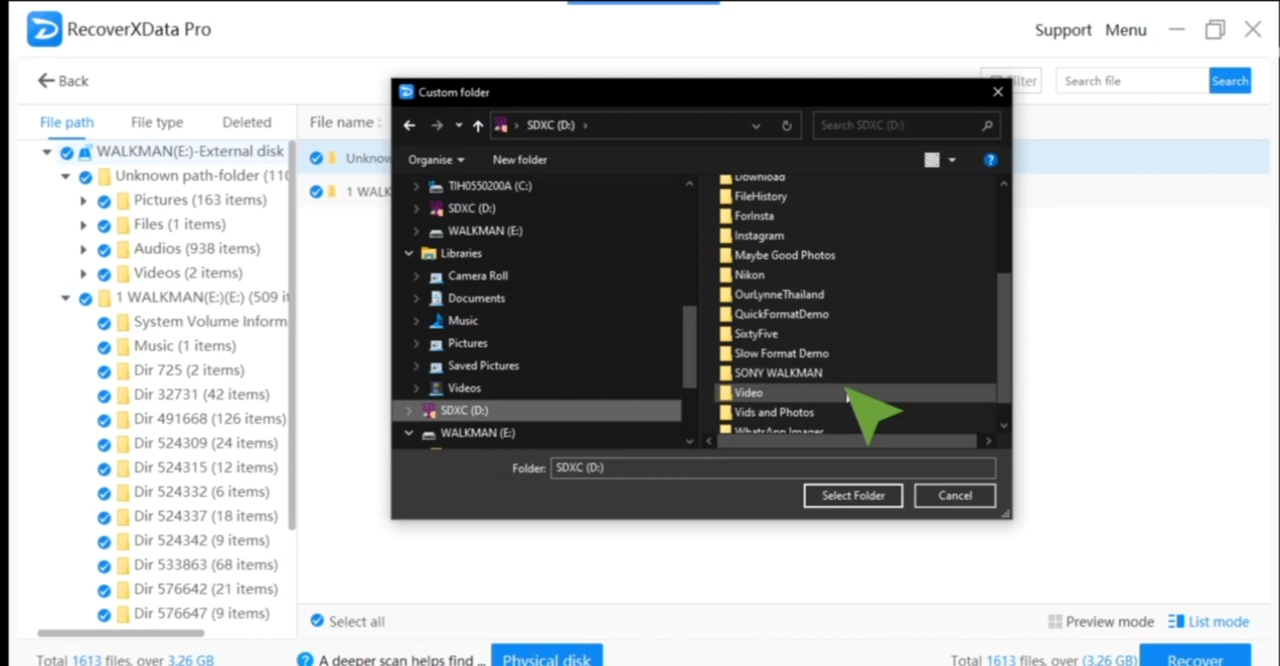 RecoverXData Pro
Support Menu
Back
Filter
Search file
Search
File path File type Deleted
File name
WALKMAN(E:)-External disk
Unknown path-folder (110
Pictures (163 items)
Files (1 items)
Audios (938 items)
Videos (2 items)
1 WALKMAN(E:)(E:) (509 it
System Volume Inform
Music (1 items)
Dir 725 (2 items)
Dir 32731 (42 items)
Dir 491668 (126 items)
Dir 524309 (24 items)
Dir 524315 (12 items)
Dir 524332 (6 items)
Dir 524337 (18 items)
Dir 524342 (9 items)
Dir 533863 (68 items)
Dir 576642 (21 items)
Dir 576647 (9 items)
Unknow
1 WALK
Custom folder
SDXC (D:)
Search SDXC (D:)
Organise New folder
?
TIH0550200A (C:)
SDXC (D:)
WALKMAN (E:)
Libraries
Camera Roll
Documents
Music
Pictures
Saved Pictures
Videos
SDXC (D:)
WALKMAN (E:)
Download
FileHistory
ForInsta
Instagram
Maybe Good Photos
Nikon
OurLynneThailand
QuickFormatDemo
SixtyFive
Slow Format Demo
SONY WALKMAN
Video
Vids and Photos
WhatsApp Images
Folder: SDXC (D:)
Select Folder Cancel
Select all
Preview mode List mode
Total 1613 files, over 3.26 GB
? A deeper scan helps find ...
Physical disk
Total 1613 files, over (3.26 GB)
Recover